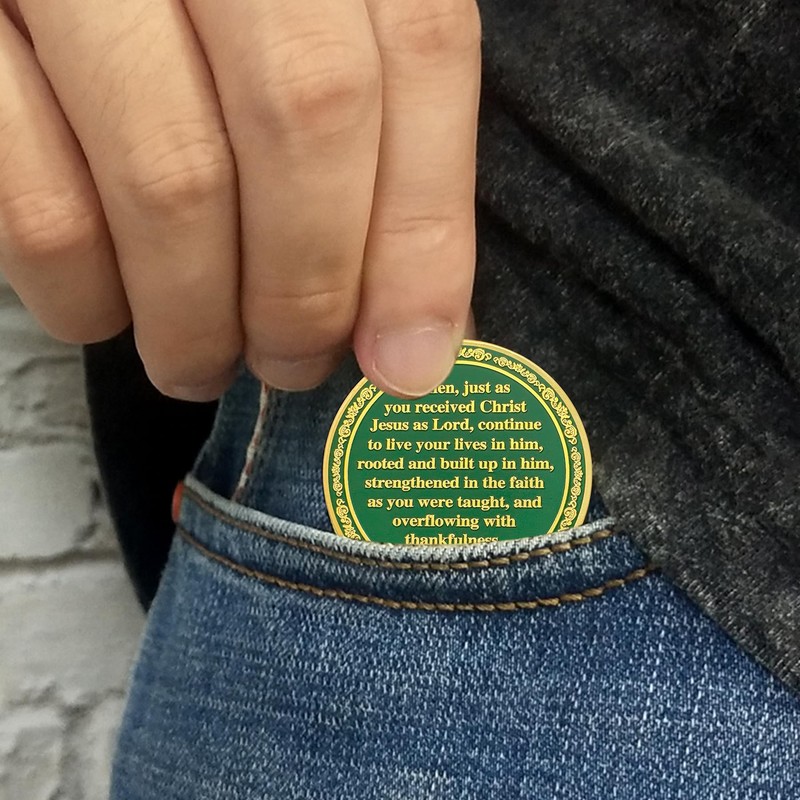 just as
you received Christ
Jesus as Lord, continue
to live your lives in him,
rooted and built up in him,
strengthened in the faith
as you were taught, and
overflowing with
thankfulness